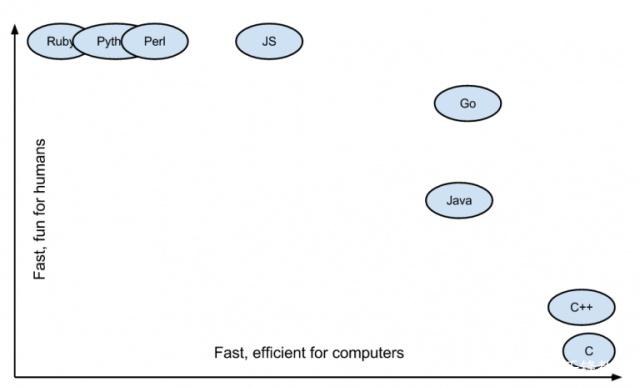 Ruby
Pyth
Perl
JS
Go
Fast, fun for humans
Java
C++
Fast, efficient for computers
C